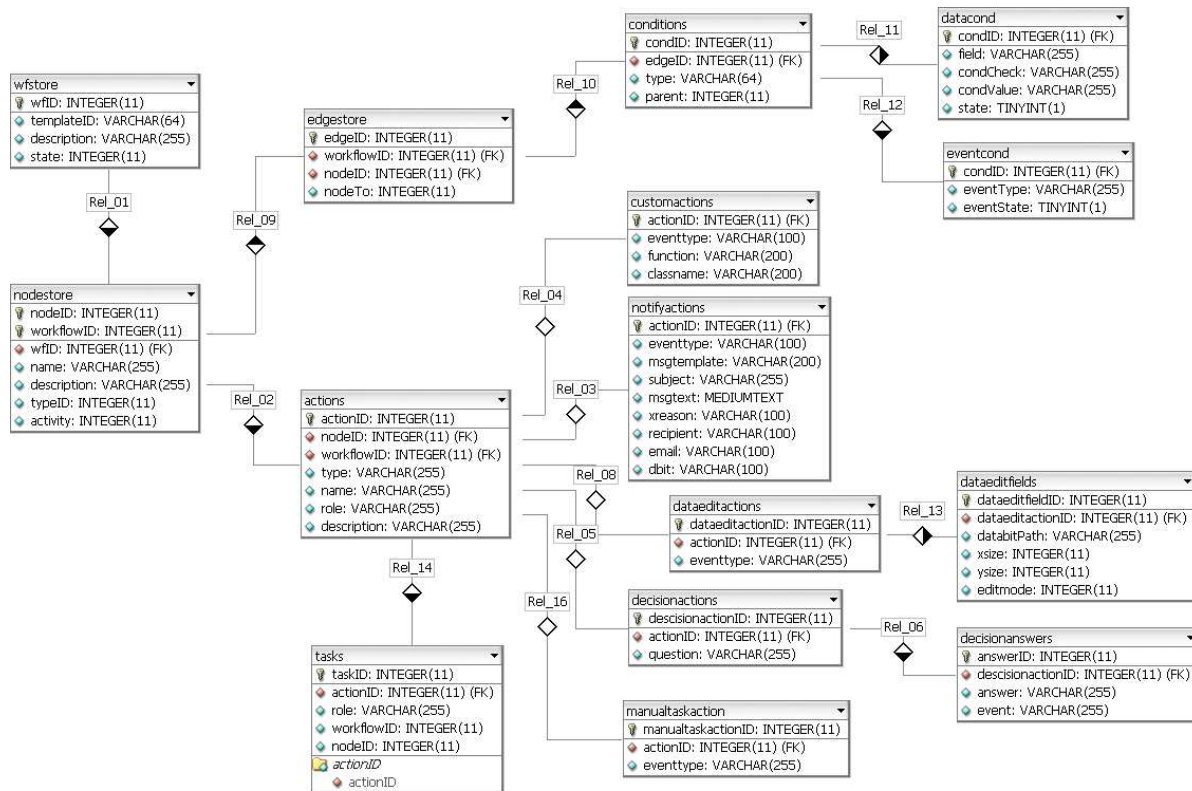 wfstore
wfID: INTEGER(11)
templateID: VARCHAR(64)
description: VARCHAR(255)
state: INTEGER(11)
Rel_01
nodestore
nodeID: INTEGER(11)
workflowID: INTEGER(11)
wfID: INTEGER(11) (FK)
name: VARCHAR(255)
description: VARCHAR(255)
typeID: INTEGER(11)
activity: INTEGER(11)
Rel_09
Rel_02
edgestore
edgeID: INTEGER(11)
workflowID: INTEGER(11) (FK)
nodeID: INTEGER(11) (FK)
nodeTo: INTEGER(11)
Rel_10
conditions
condID: INTEGER(11)
edgeID: INTEGER(11) (FK)
type: VARCHAR(64)
parent: INTEGER(11)
Rel_11
Rel_12
datacond
condID: INTEGER(11) (FK)
field: VARCHAR(255)
condCheck: VARCHAR(255)
condValue: VARCHAR(255)
state: TINYINT(1)
eventcond
condID: INTEGER(11) (FK)
eventType: VARCHAR(255)
eventState: TINYINT(1)
customactions
actionID: INTEGER(11) (FK)
eventtype: VARCHAR(100)
function: VARCHAR(200)
classname: VARCHAR(200)
Rel_04
notifyactions
actionID: INTEGER(11) (FK)
eventtype: VARCHAR(100)
msgtemplate: VARCHAR(200)
subject: VARCHAR(255)
msgtext: MEDIUMTEXT
xreason: VARCHAR(100)
recipient: VARCHAR(100)
email: VARCHAR(100)
dbit: VARCHAR(100)
Rel_03
actions
actionID: INTEGER(11)
nodeID: INTEGER(11) (FK)
workflowID: INTEGER(11) (FK)
type: VARCHAR(255)
name: VARCHAR(255)
role: VARCHAR(255)
description: VARCHAR(255)
Rel_08
Rel_05
Rel_16
Rel_14
dataeditactions
dataeditactionID: INTEGER(11)
actionID: INTEGER(11) (FK)
eventtype: VARCHAR(255)
Rel_13
dataeditfields
dataeditfieldID: INTEGER(11)
dataeditactionID: INTEGER(11) (FK)
databitPath: VARCHAR(255)
xsize: INTEGER(11)
ysize: INTEGER(11)
editmode: INTEGER(11)
decisionactions
descisionactionID: INTEGER(11)
actionID: INTEGER(11) (FK)
question: VARCHAR(255)
Rel_06
decisionanswers
answerID: INTEGER(11)
descisionactionID: INTEGER(11) (FK)
answer: VARCHAR(255)
event: VARCHAR(255)
tasks
taskID: INTEGER(11)
actionID: INTEGER(11) (FK)
role: VARCHAR(255)
workflowID: INTEGER(11)
nodeID: INTEGER(11)
actionID
actionID
manualtaskaction
manualtaskactionID: INTEGER(11)
actionID: INTEGER(11) (FK)
eventtype: VARCHAR(255)